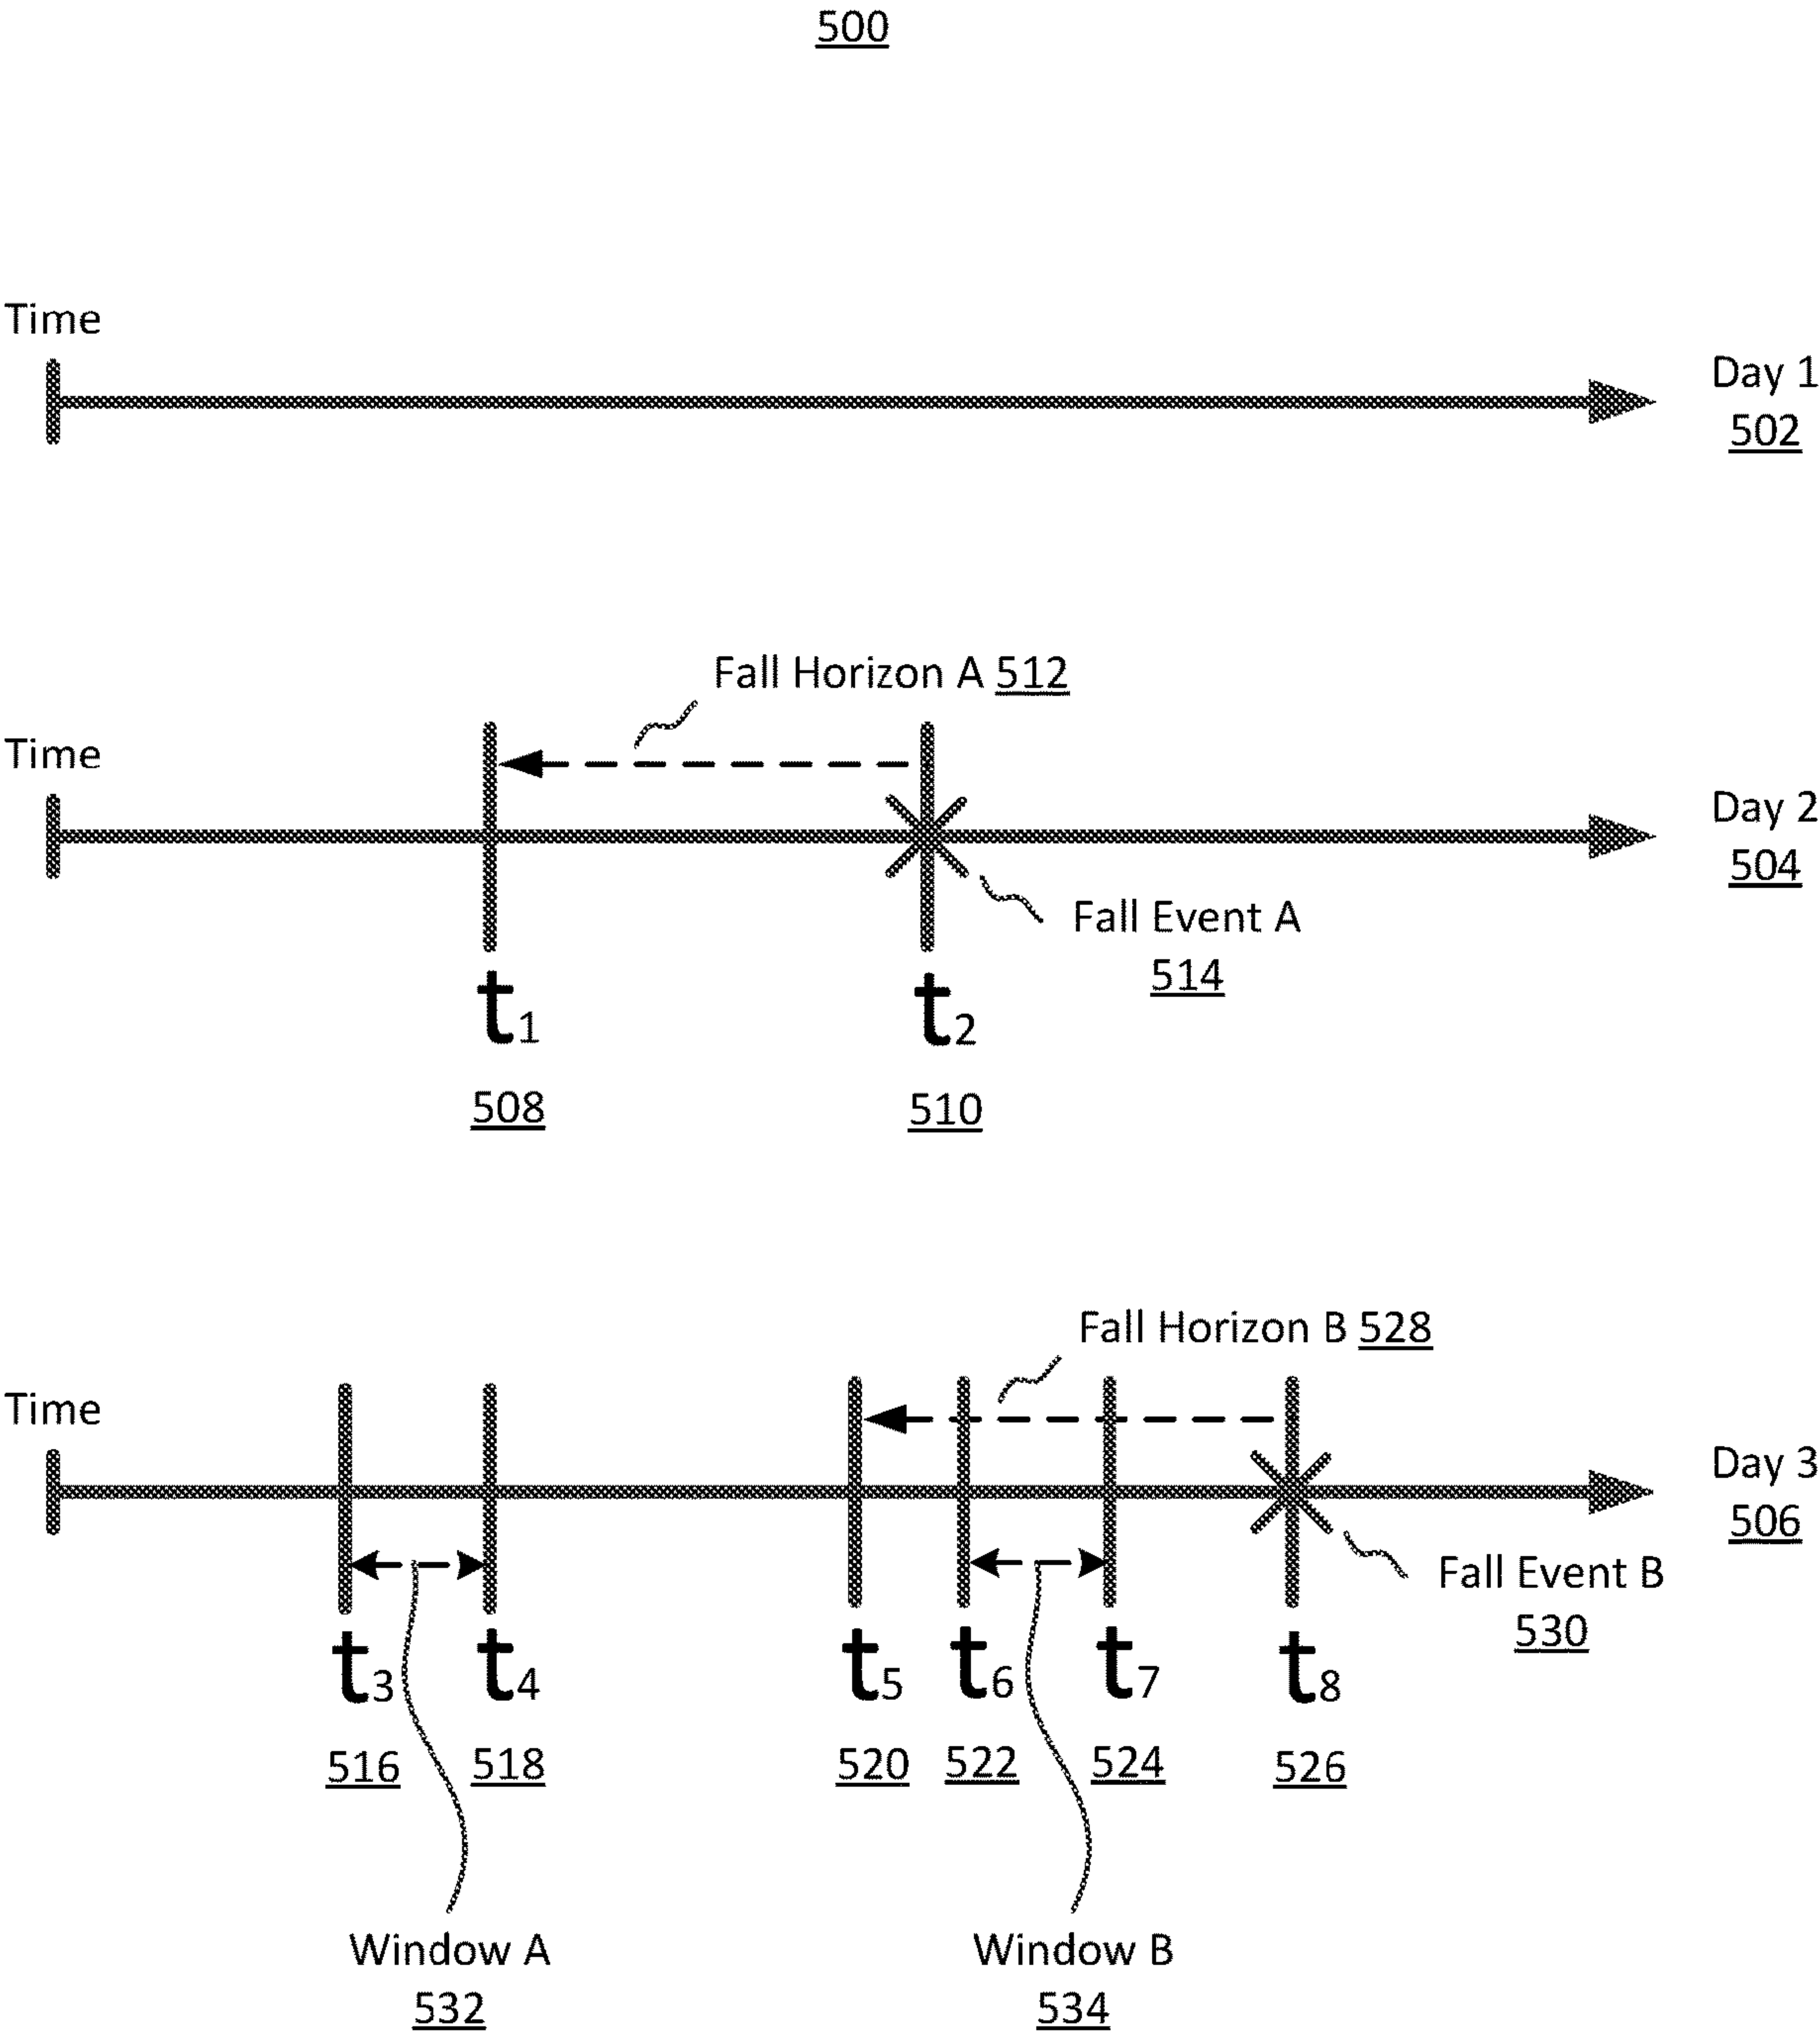 500
Time
Day 1
502
Fall Horizon A 512
Time
Day 2
504
Fall Event A
514
t1
t2
508
510
Fall Horizon B 528
Time
Day 3
506
Fall Event B
530
t3
t4
t5
t6
t7
t8
516
518
520
522
524
526
Window A
532
Window B
534